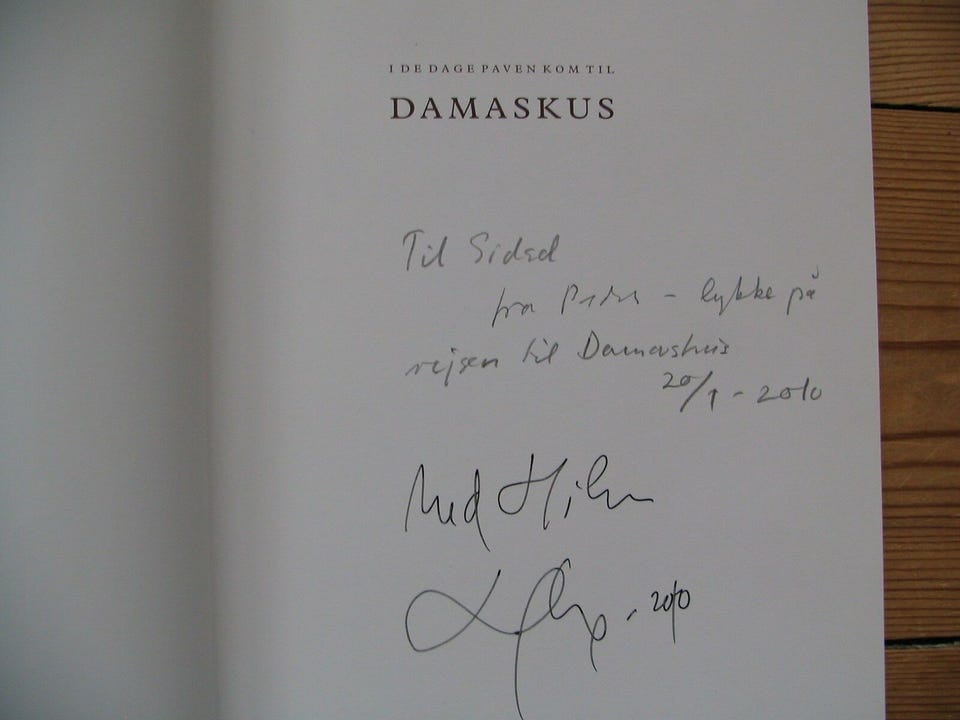 I DE DAGE PAVEN KOM TIL
DAMASKUS
Til Sidsel
fra Peder - lykke på
rejsen til Damaskus
20/1 - 2010
Med Hilsen
- 2010